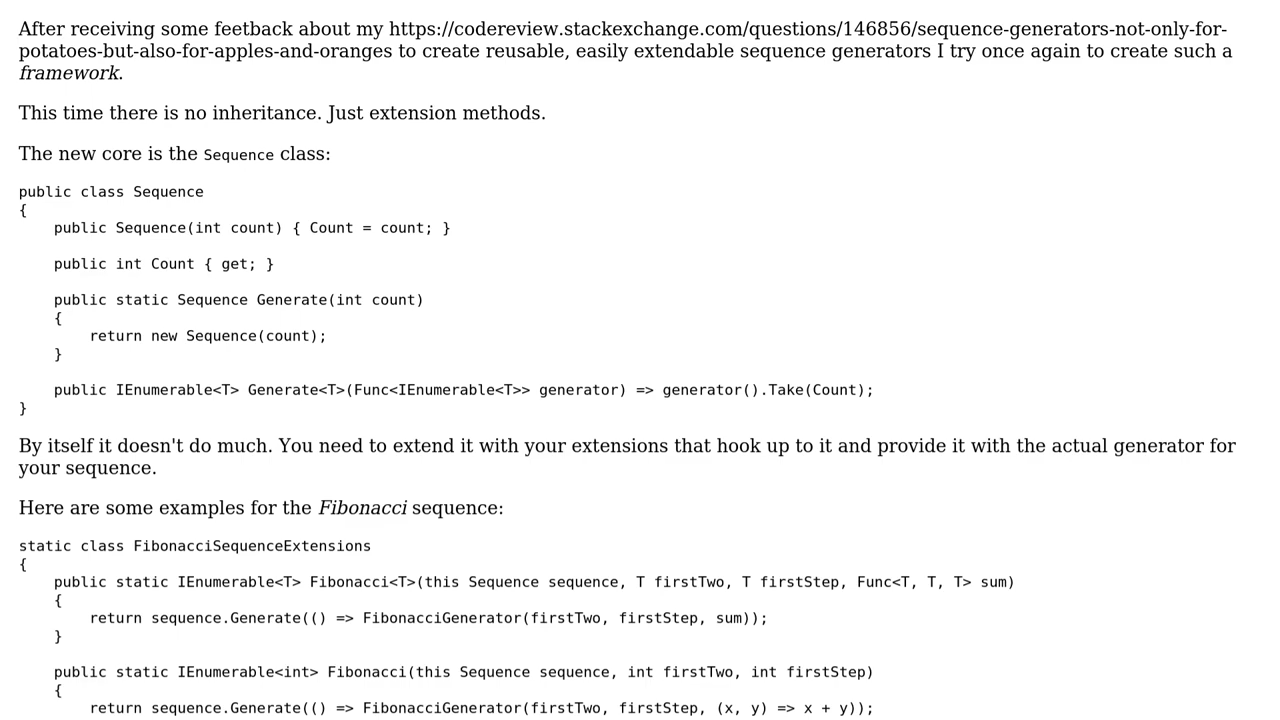 After receiving some feetback about my https://codereview.stackexchange.com/questions/146856/sequence-generators-not-only-for-
potatoes-but-also-for-apples-and-oranges to create reusable, easily extendable sequence generators I try once again to create such a
framework.
This time there is no inheritance. Just extension methods.
The new core is the Sequence class:
public class Sequence
{
    public Sequence(int count) { Count = count; }
    public int Count { get; }
    public static Sequence Generate(int count)
    {
        return new Sequence(count);
    }
    public IEnumerable<T> Generate<T>(Func<IEnumerable<T>> generator) => generator().Take(Count);
}
By itself it doesn't do much. You need to extend it with your extensions that hook up to it and provide it with the actual generator for
your sequence.
Here are some examples for the Fibonacci sequence:
static class FibonacciSequenceExtensions
{
    public static IEnumerable<T> Fibonacci<T>(this Sequence sequence, T firstTwo, T firstStep, Func<T, T, T> sum)
    {
        return sequence.Generate(() => FibonacciGenerator(firstTwo, firstStep, sum));
    }
    public static IEnumerable<int> Fibonacci(this Sequence sequence, int firstTwo, int firstStep)
    {
        return sequence.Generate(() => FibonacciGenerator(firstTwo, firstStep, (x, y) => x + y));